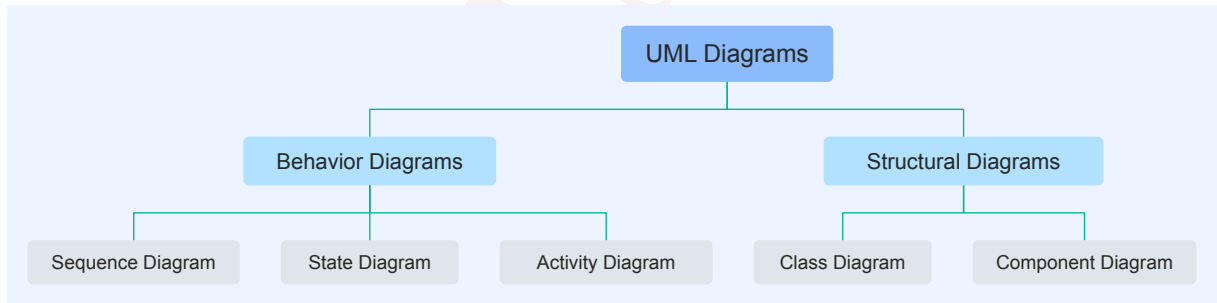 UML Diagrams
Behavior Diagrams
Structural Diagrams
Sequence Diagram
State Diagram
Activity Diagram
Class Diagram
Component Diagram